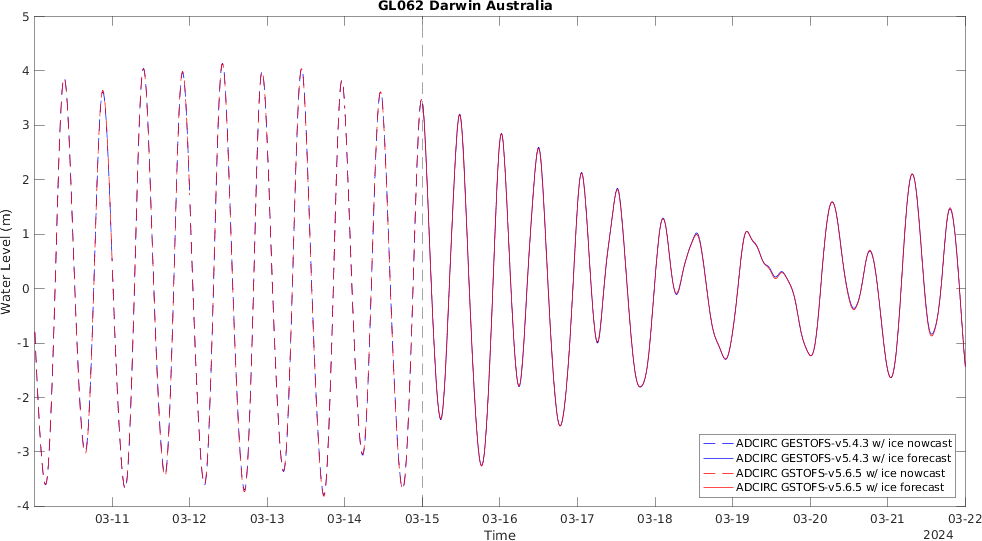 GL062 Darwin Australia
Water Level (m)
5
4
3
2
1
0
-1
-2
-3
-4
03-11 03-12 03-13 03-14 03-15 03-16 03-17 03-18 03-19 03-20 03-21 03-22
Time
2024
ADCIRC GESTOFS-v5.4.3 w/ ice nowcast
ADCIRC GESTOFS-v5.4.3 w/ ice forecast
ADCIRC GSTOFS-v5.6.5 w/ ice nowcast
ADCIRC GSTOFS-v5.6.5 w/ ice forecast